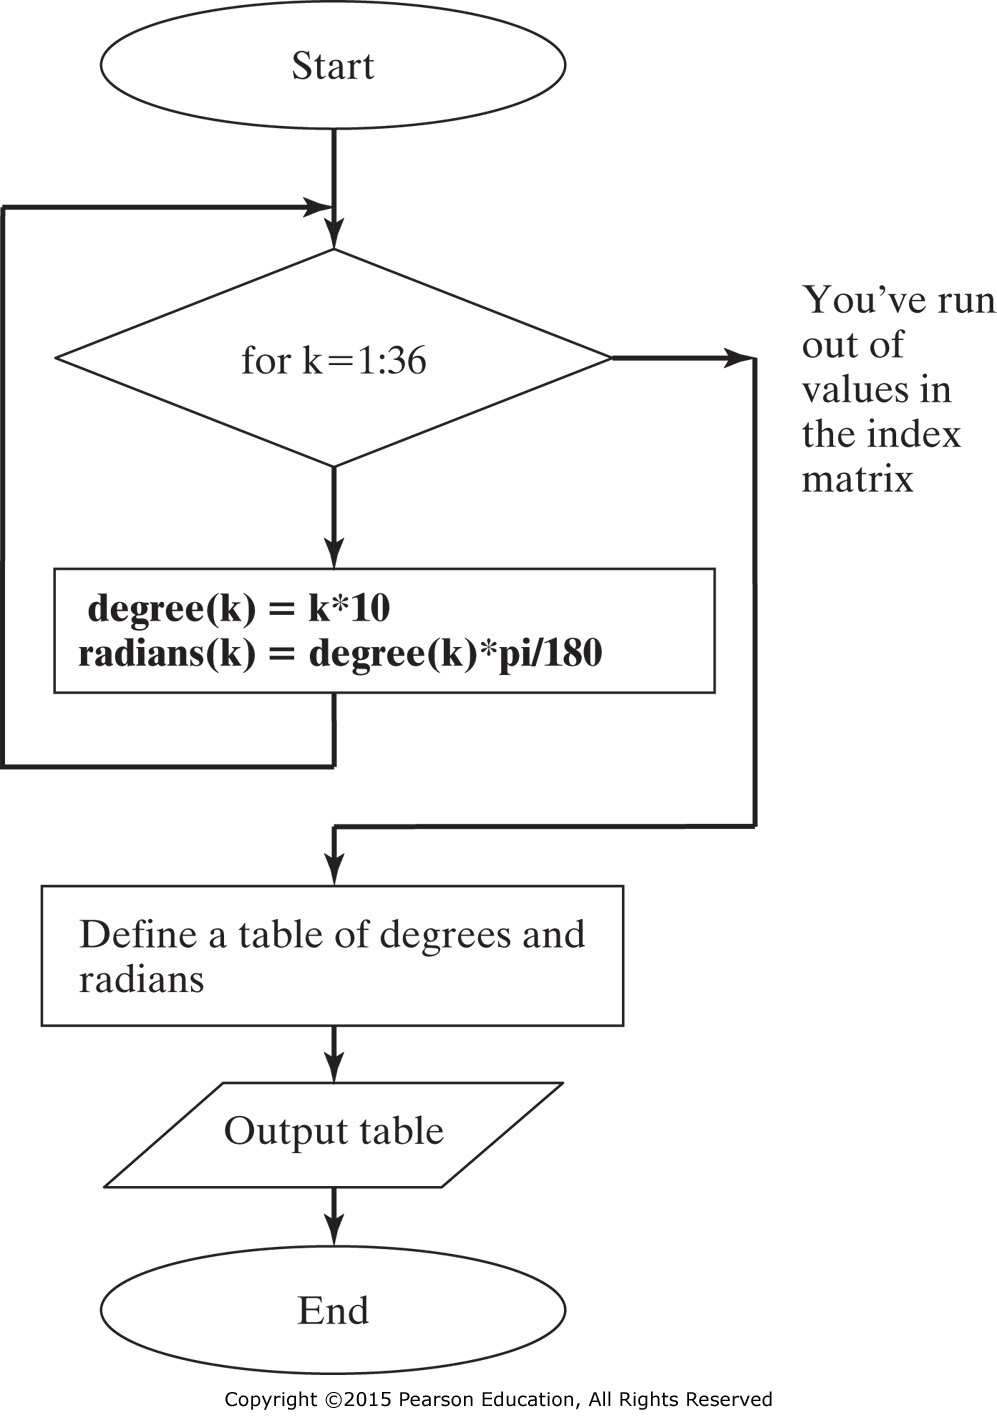 Start
for k=1:36
You've run
out of
values in
the index
matrix
degree(k) = k*10
radians(k) = degree(k)*pi/180
Define a table of degrees and
radians
Output table
End
Copyright ©2015 Pearson Education, All Rights Reserved